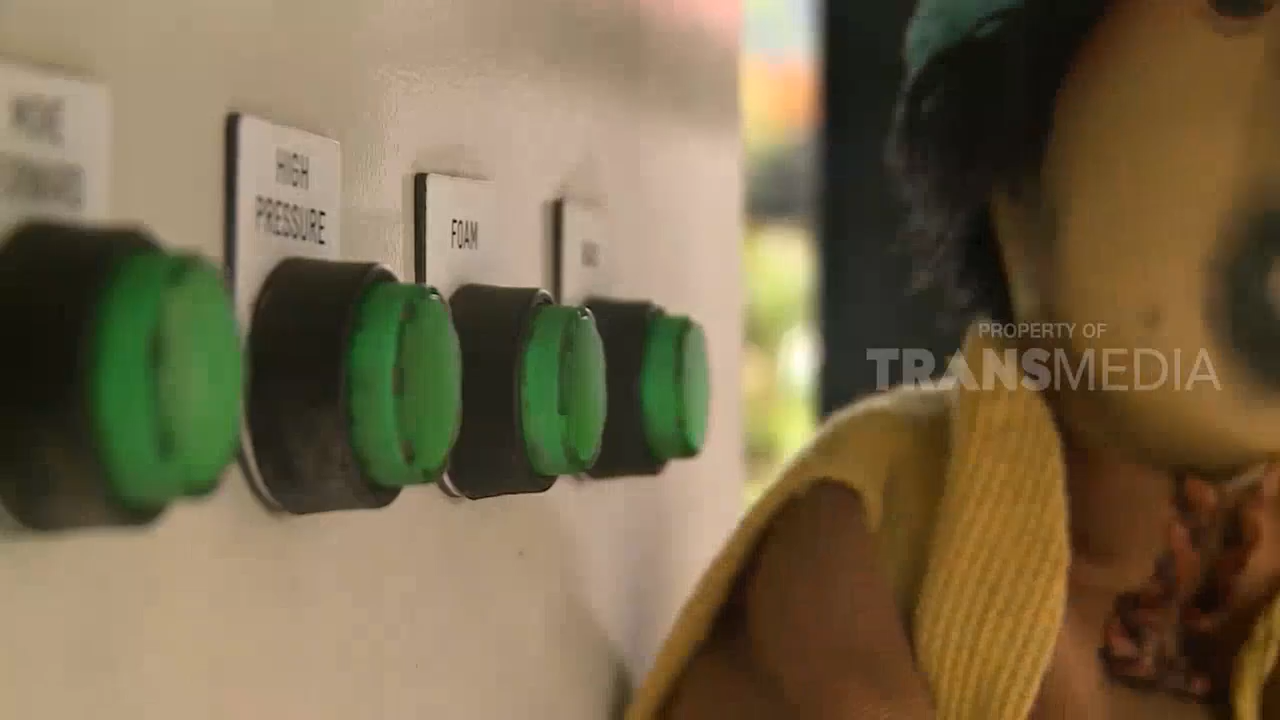 HIGH
PRESSURE
FOAM
PROPERTY OF
TRANSMEDIA